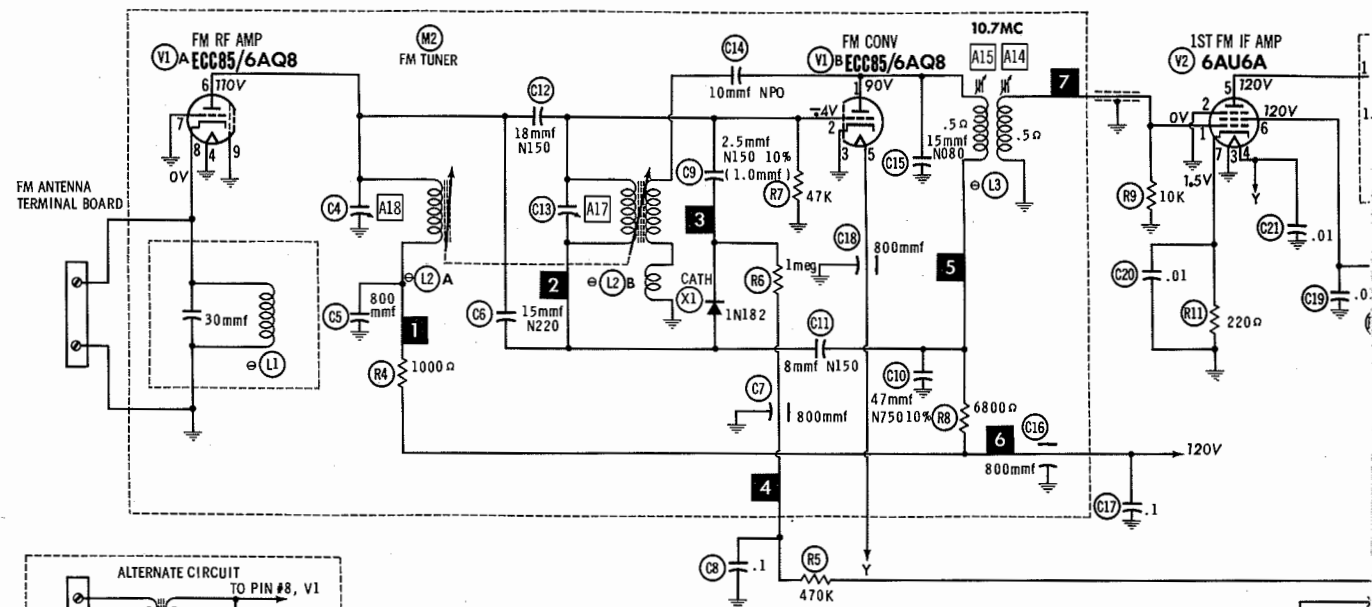 10.7MC
FM RF AMP
V1 A ECC85/6AQ8
M2
FM TUNER
C14
FM CONV
V1 B ECC85/6AQ8
A15 A14
1ST FM IF AMP
V2 6AU6A
6 110V
1 90V
7
5 120V
C12
10mmf NPO
.4V
2
0V
2
120V
7
8 4 9
18mmf
N150
2.5mmf
N150 10%
(1.0mmf)
3 5
.5Ω
15mmf
N080
.5Ω
1
6
7 3 4
0V
C9
C15
1.5V
FM ANTENNA
TERMINAL BOARD
R7 47K
L3
R9 10K
Y
C4 A18
C13 A17
3
C21 .01
C18 800mmf
1meg
L2 A
2
L2 B
CATH
X1
R6
5
C20 .01
C19 .01
800
mmf
C5
C6
15mmf
N220
1N182
30mmf
1
C11
R11 220Ω
L1
R4 1000Ω
8mmf N150
C10
C7
800mmf
47mmf
N750 10%
R8 6800Ω
6
C16
120V
800mmf
4
C17 .1
C8 .1
R5
470K
Y
ALTERNATE CIRCUIT
TO PIN #8, V1